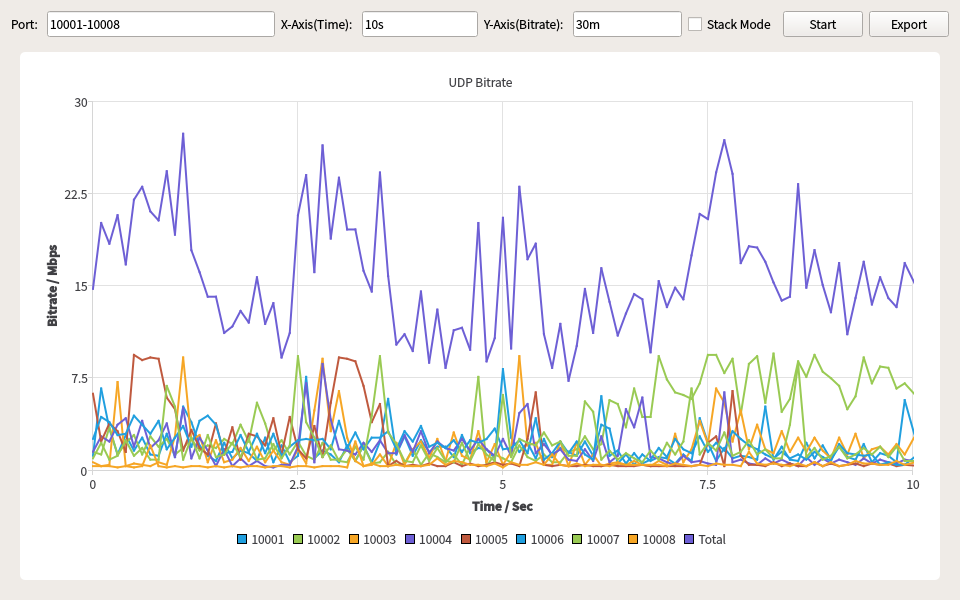 Port: 10001-10008 X-Axis(Time): 10s Y-Axis(Bitrate): 30m Stack Mode Start Export
UDP Bitrate
30
22.5
15
7.5
0
Bitrate / Mbps
0 2.5 5 7.5 10
Time / Sec
10001 10002 10003 10004 10005 10006 10007 10008 Total